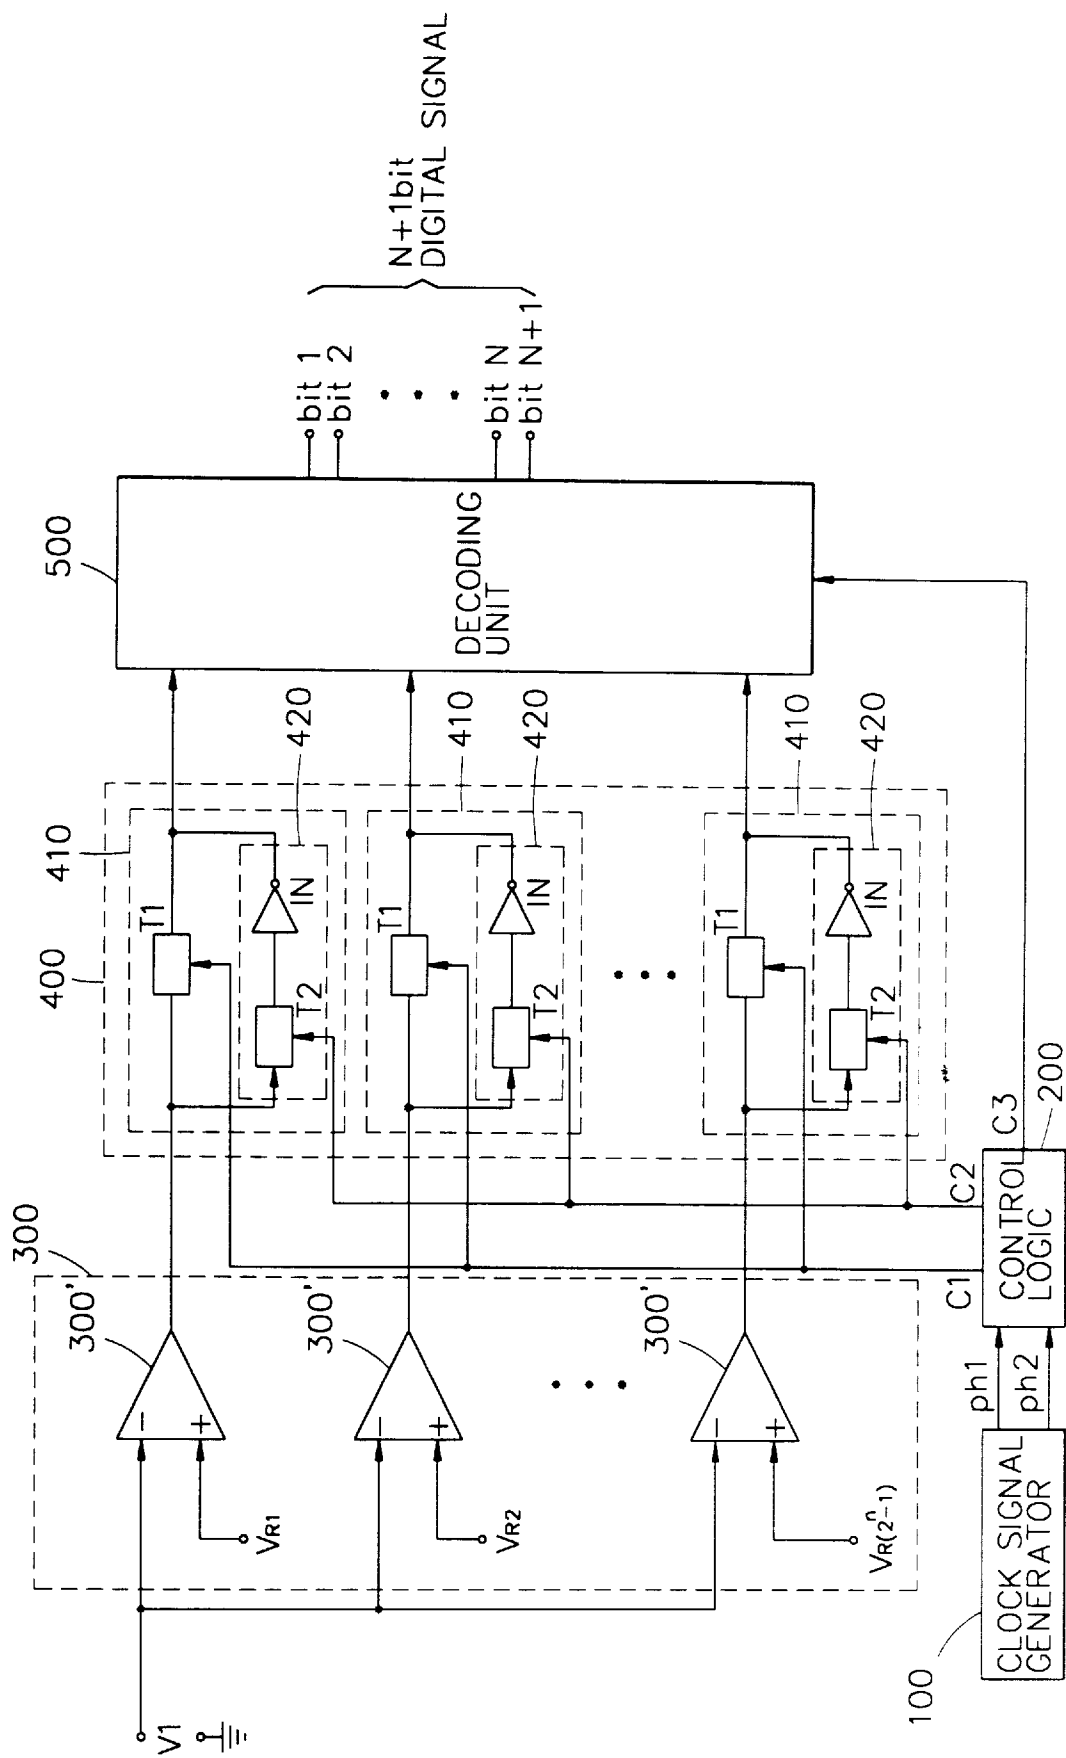 300
400
410
500
300'
T1
420
T2
IN
V1
VR1
bit 1
bit 2
N+1bit
DIGITAL SIGNAL
300'
T1
410
420
T2
IN
DECODING
UNIT
VR2
bit N
bit N+1
300'
T1
410
420
T2
IN
VR(2ⁿ-1)
C1
C2
C3
100
CLOCK SIGNAL
GENERATOR
ph1
ph2
CONTROL
LOGIC
200